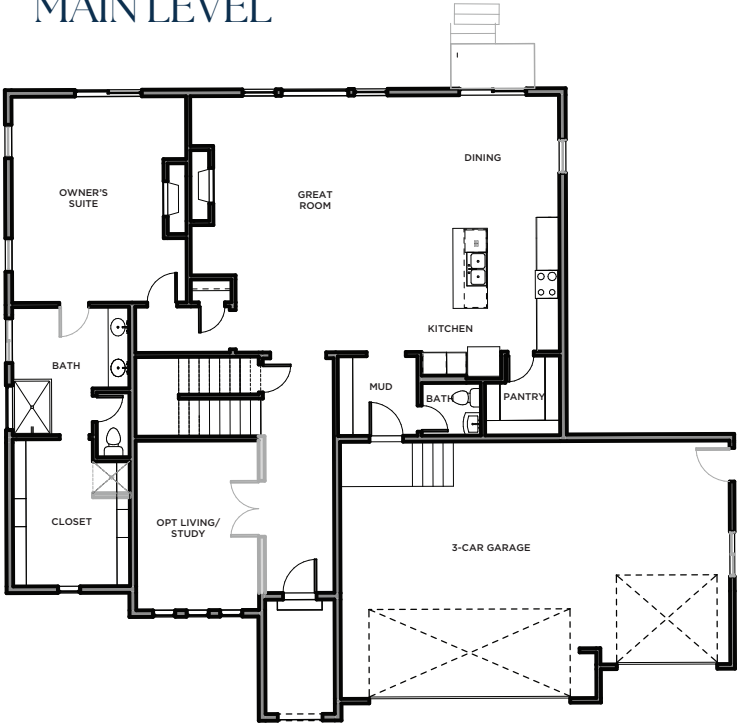 MAIN LEVEL
DINING
OWNER'S
SUITE
GREAT
ROOM
KITCHEN
BATH
MUD
BATH
PANTRY
CLOSET
OPT LIVING/
STUDY
3-CAR GARAGE